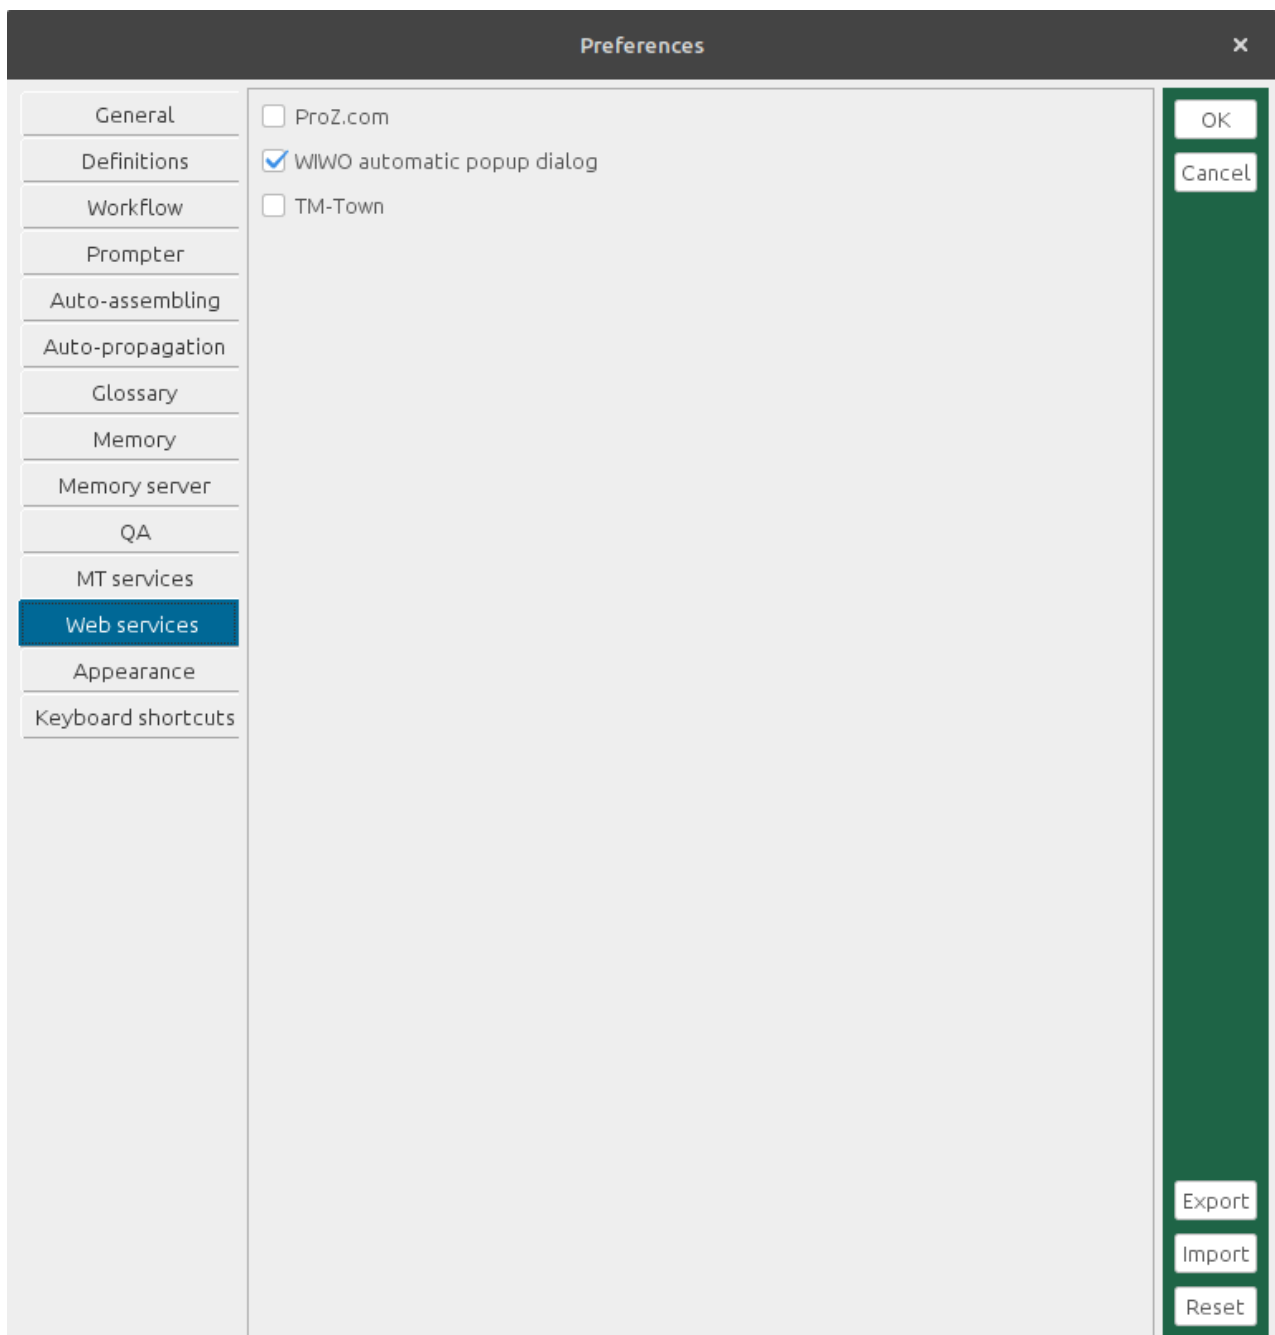 Preferences
General
Definitions
Workflow
Prompter
Auto-assembling
Auto-propagation
Glossary
Memory
Memory server
QA
MT services
Web services
Appearance
Keyboard shortcuts
ProZ.com
WIWO automatic popup dialog
TM-Town
OK
Cancel
Export
Import
Reset